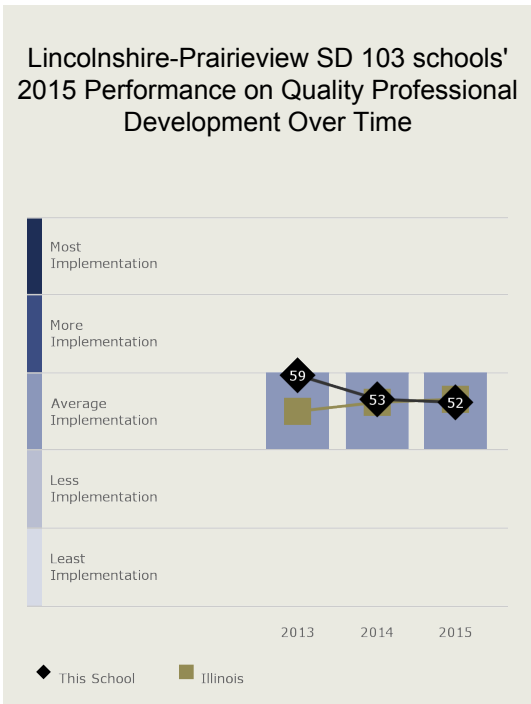 Lincolnshire-Prairieview SD 103 schools'
2015 Performance on Quality Professional
Development Over Time
Most
Implementation
More
Implementation
59
Average
Implementation
53
52
Less
Implementation
Least
Implementation
2013 2014 2015
This School Illinois